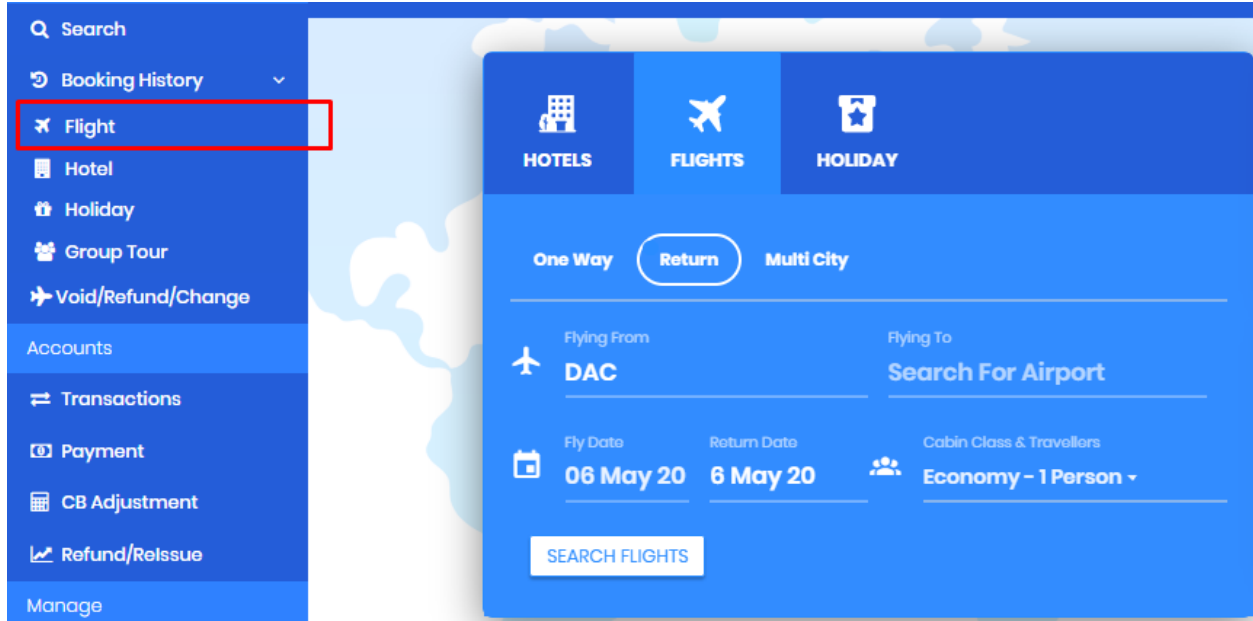 Search
Booking History
Flight
Hotel
Holiday
Group Tour
Void/Refund/Change
Accounts
Transactions
Payment
CB Adjustment
Refund/ReIssue
Manage
HOTELS FLIGHTS HOLIDAY
One Way Return Multi City
Flying From Flying To
DAC Search For Airport
Fly Date Return Date Cabin Class & Travellers
06 May 20 6 May 20 Economy - 1 Person
SEARCH FLIGHTS